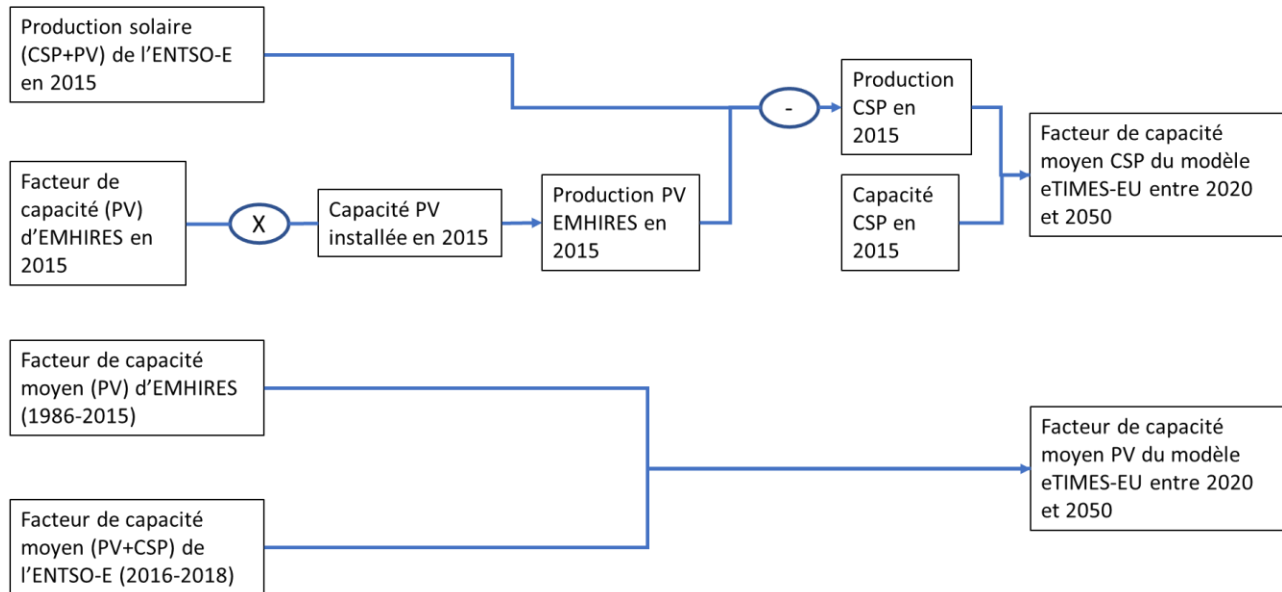 Production solaire
(CSP+PV) de l’ENTSO-E
en 2015
Facteur de
capacité (PV)
d’EMHIRES en
2015
X
Capacité PV
installée en 2015
Production PV
EMHIRES en
2015
-
Production
CSP en
2015
Capacité
CSP en
2015
Facteur de capacité
moyen CSP du modèle
eTIMES-EU entre 2020
et 2050
Facteur de capacité
moyen (PV) d’EMHIRES
(1986-2015)
Facteur de capacité
moyen (PV+CSP) de
l’ENTSO-E (2016-2018)
Facteur de capacité
moyen PV du modèle
eTIMES-EU entre 2020
et 2050